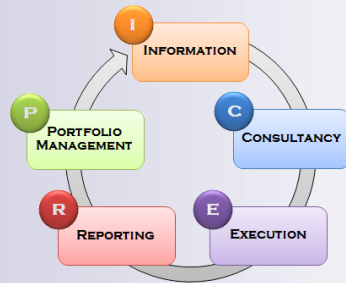 I
INFORMATION
C
CONSULTANCY
E
EXECUTION
R
REPORTING
P
PORTFOLIO
MANAGEMENT